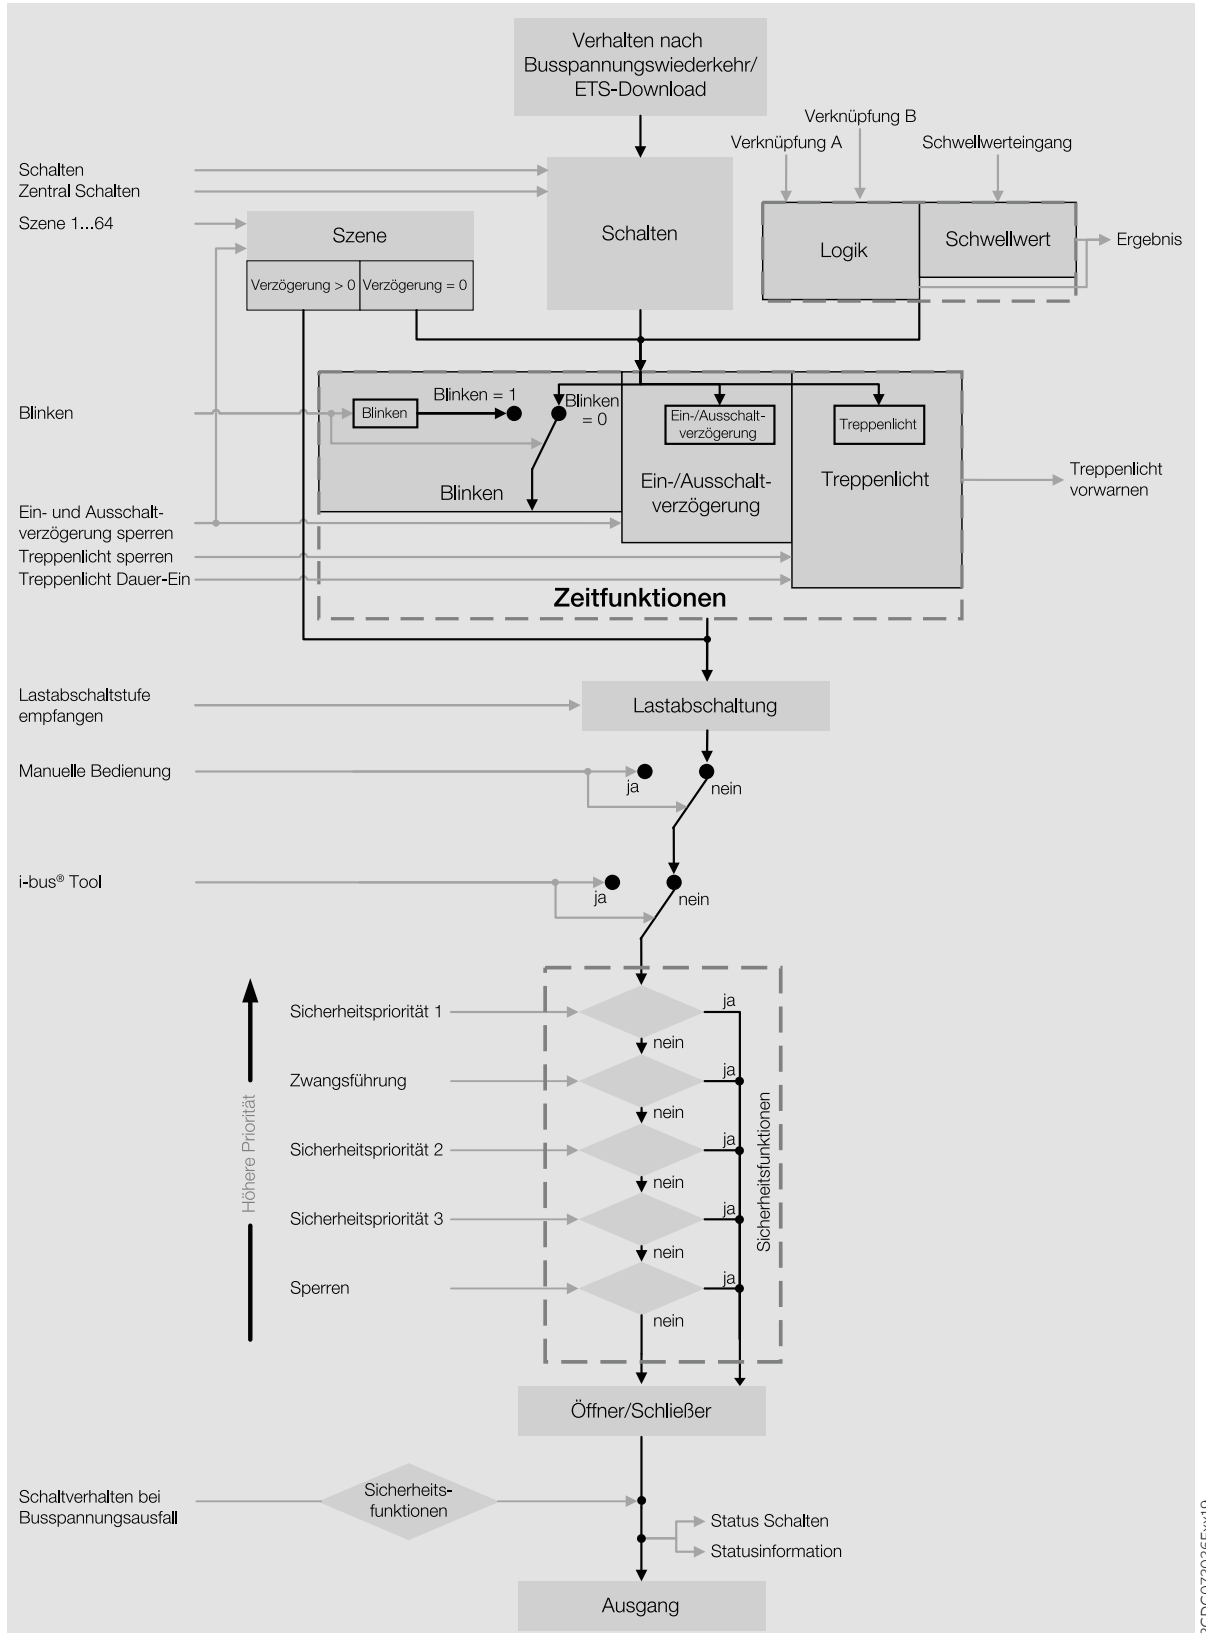 Verhalten nach
Busspannungswiederkehr/
ETS-Download
Verknüpfung B
Verknüpfung A
Schwellwerteingang
Schalten
Zentral Schalten
Szene 1...64
Szene
Verzögerung > 0
Verzögerung = 0
Schalten
Logik
Schwellwert
Ergebnis
Blinken
Blinken
Blinken = 1
Blinken
= 0
Blinken
Ein-/Ausschalt-
verzögerung
Ein-/Ausschalt-
verzögerung
Treppenlicht
Treppenlicht
Treppenlicht
vorwarnen
Ein- und Ausschalt-
verzögerung sperren
Treppenlicht sperren
Treppenlicht Dauer-Ein
Zeitfunktionen
Lastabschaltstufe
empfangen
Lastabschaltung
Manuelle Bedienung
ja
nein
i-bus® Tool
ja
nein
Höhere Priorität
Sicherheitspriorität 1
ja
nein
Zwangsführung
ja
nein
Sicherheitspriorität 2
ja
nein
Sicherheitspriorität 3
ja
nein
Sperren
ja
nein
Sicherheitsfunktionen
Öffner/Schließer
Schaltverhalten bei
Busspannungsausfall
Sicherheits-
funktionen
Status Schalten
Statusinformation
Ausgang